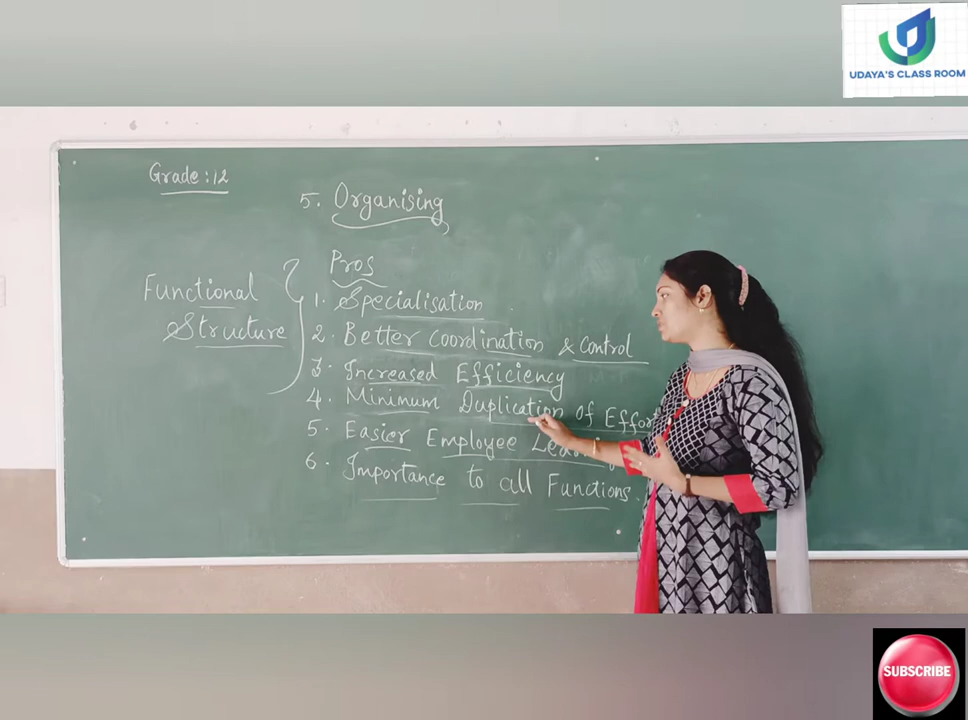 UDAYA'S CLASS ROOM
Grade : 12
5. Organising
Pros
Functional
Structure
1. Specialisation
2. Better coordination & control
3. Increased Efficiency
4. Minimum Duplication of Effor
5. Easier Employee
6. Importance to all Functions.
SUBSCRIBE